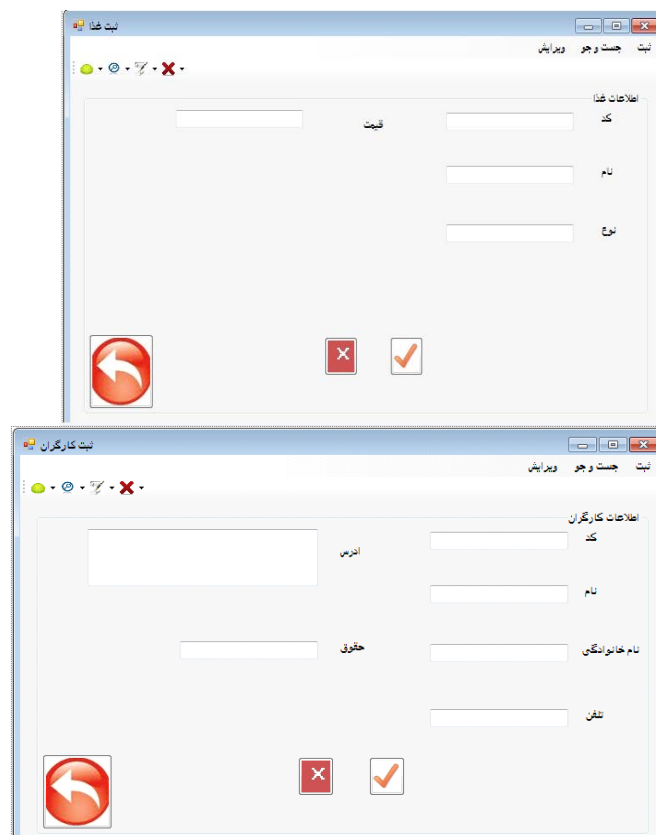 ثبت غذا
ثبت جست و جو ویرایش
اطلاعات غذا
کد
قیمت
نام
نوع
ثبت کارگران
ثبت جست و جو ویرایش
اطلاعات کارگران
کد
ادرس
نام
نام خانوادگی
حقوق
تلفن